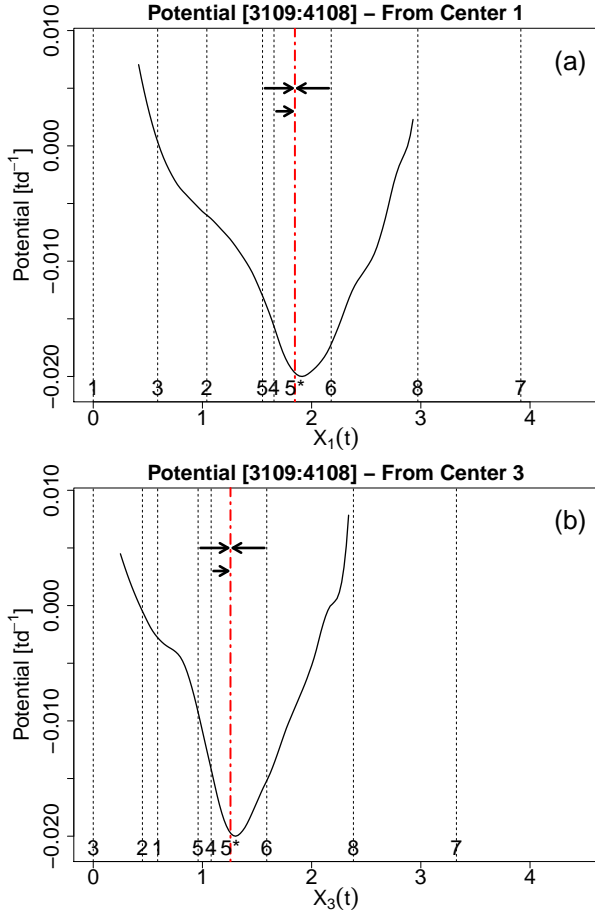 Potential [3109:4108] – From Center 1
(a)
Potential [td⁻¹]
0.010
0.000
−0.010
−0.020
1 3 2 5 4 5* 6 8 7
0 1 2 3 4
X₁(t)
Potential [3109:4108] – From Center 3
(b)
Potential [td⁻¹]
0.010
0.000
−0.010
−0.020
3 2 1 5 4 5* 6 8 7
0 1 2 3 4
X₃(t)